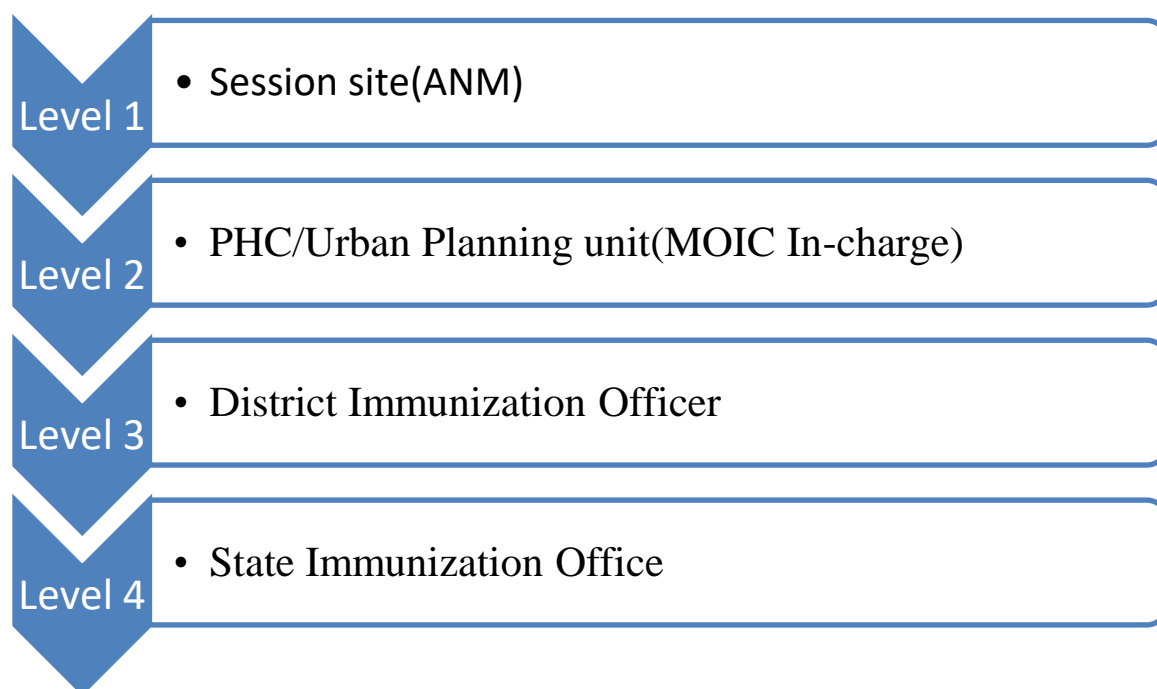 Level 1
• Session site(ANM)
Level 2
• PHC/Urban Planning unit(MOIC In-charge)
Level 3
• District Immunization Officer
Level 4
• State Immunization Office